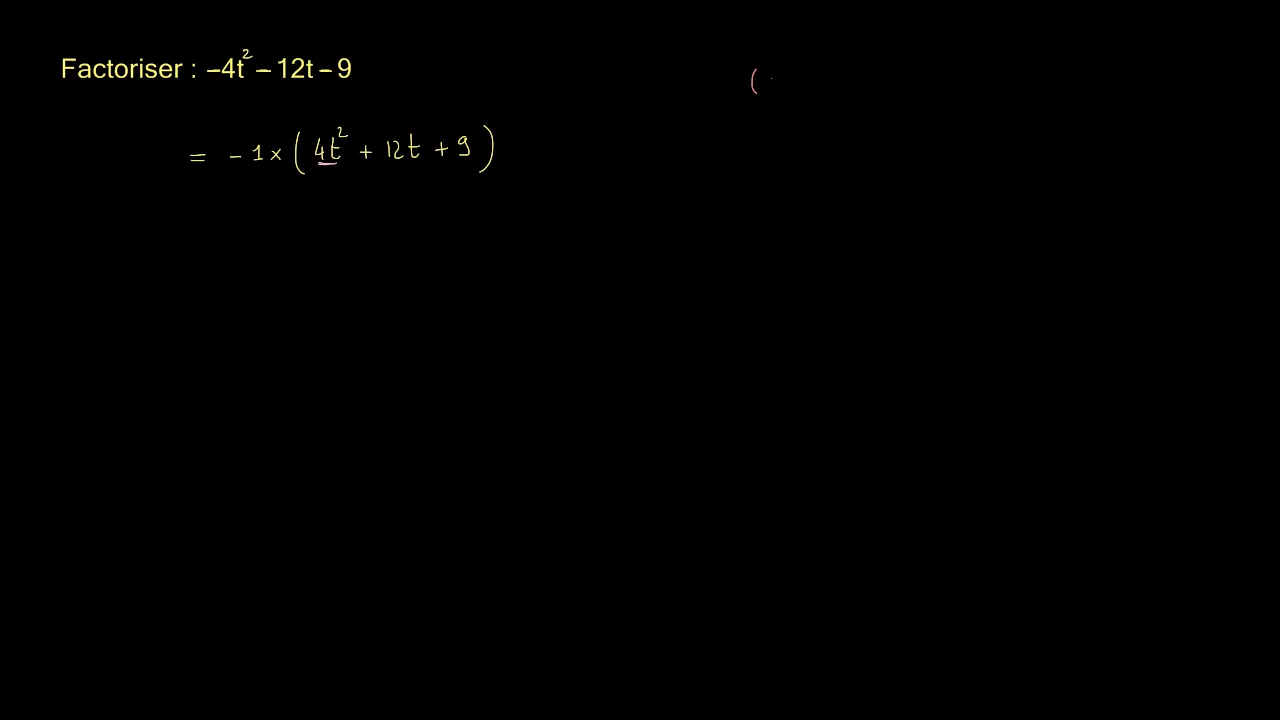 Factoriser : −4t² − 12t − 9
(
= − 1 × ( 4t² + 12t + 9 )